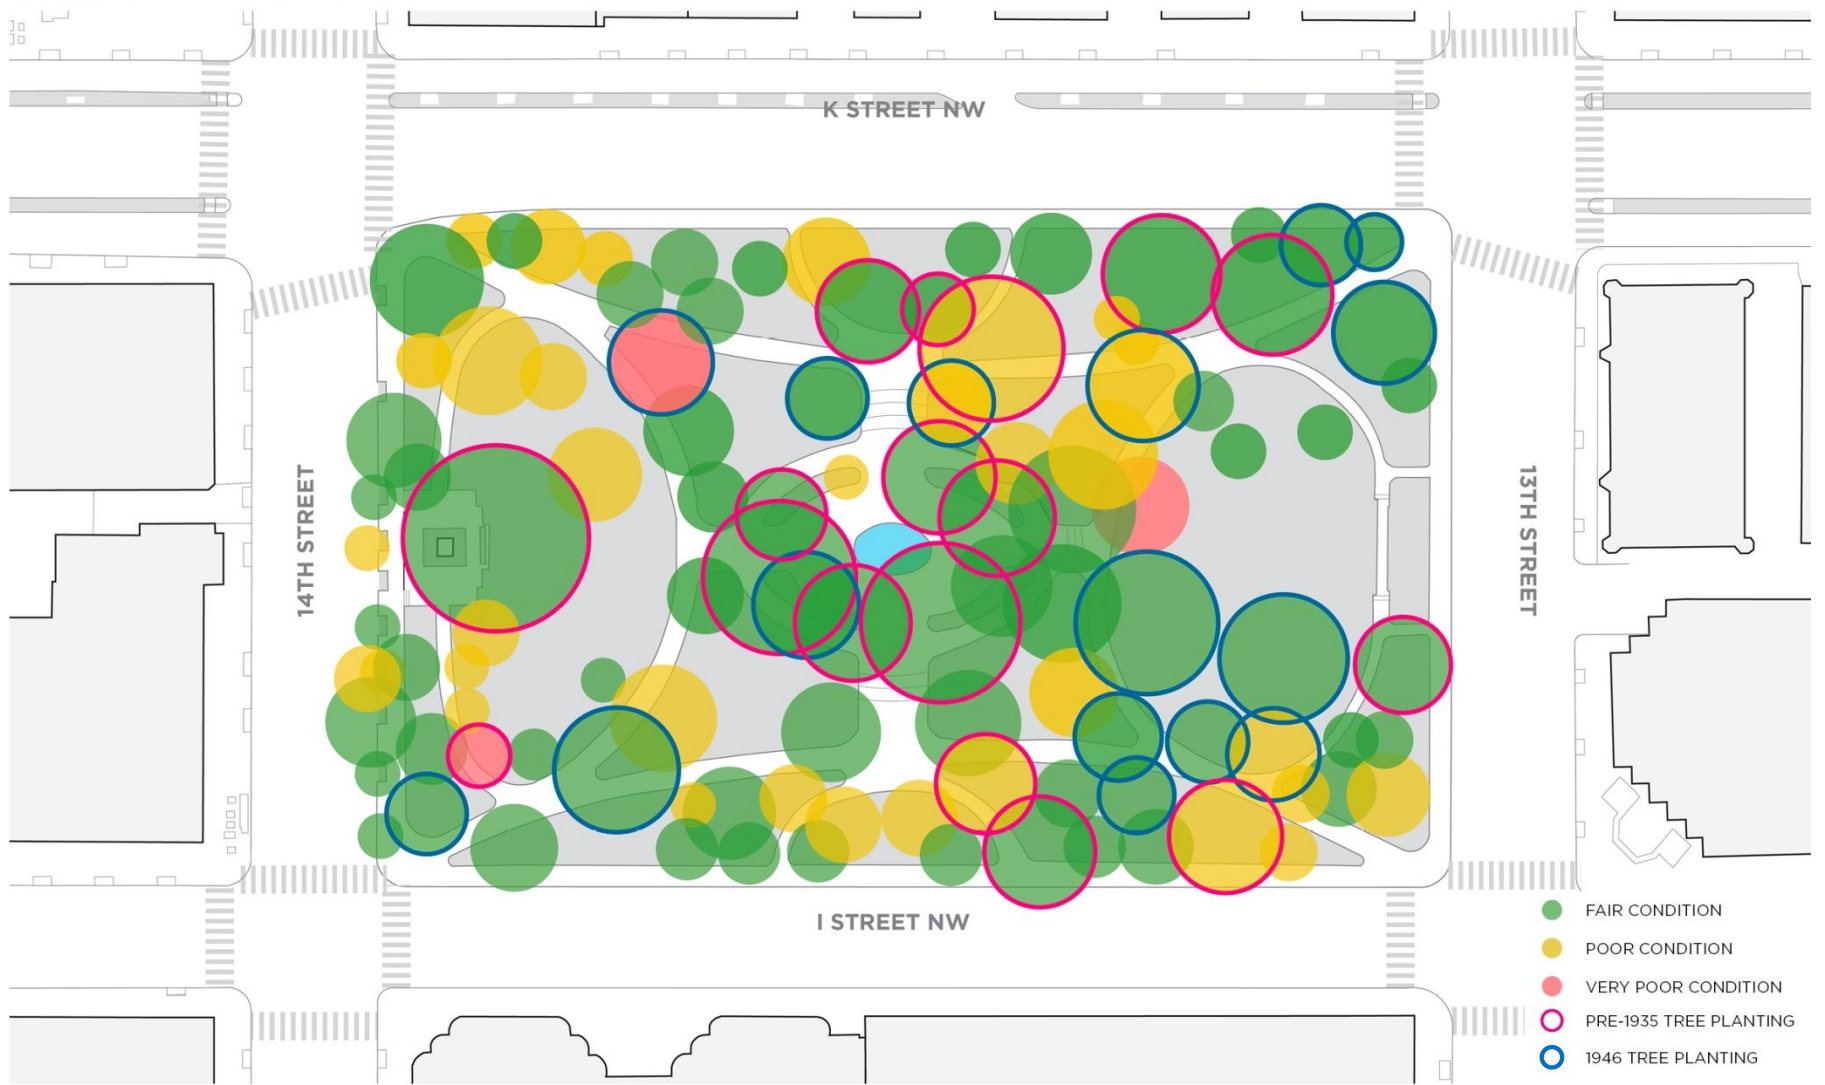 K STREET NW
14TH STREET
13TH STREET
I STREET NW
FAIR CONDITION
POOR CONDITION
VERY POOR CONDITION
PRE-1935 TREE PLANTING
1946 TREE PLANTING